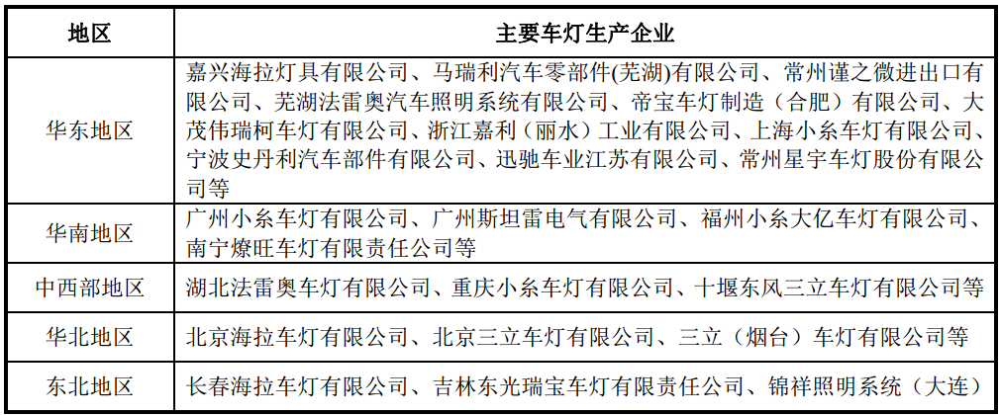 地区
主要车灯生产企业
华东地区
嘉兴海拉灯具有限公司、马瑞利汽车零部件(芜湖)有限公司、常州谨之微进出口有
限公司、芜湖法雷奥汽车照明系统有限公司、帝宝车灯制造（合肥）有限公司、大
茂伟瑞柯车灯有限公司、浙江嘉利（丽水）工业有限公司、上海小糸车灯有限公司、
宁波史丹利汽车部件有限公司、迅驰车业江苏有限公司、常州星宇车灯股份有限公
司等
华南地区
广州小糸车灯有限公司、广州斯坦雷电气有限公司、福州小糸大亿车灯有限公司、
南宁燎旺车灯有限责任公司等
中西部地区
湖北法雷奥车灯有限公司、重庆小糸车灯有限公司、十堰东风三立车灯有限公司等
华北地区
北京海拉车灯有限公司、北京三立车灯有限公司、三立（烟台）车灯有限公司等
东北地区
长春海拉车灯有限公司、吉林东光瑞宝车灯有限责任公司、锦祥照明系统（大连）